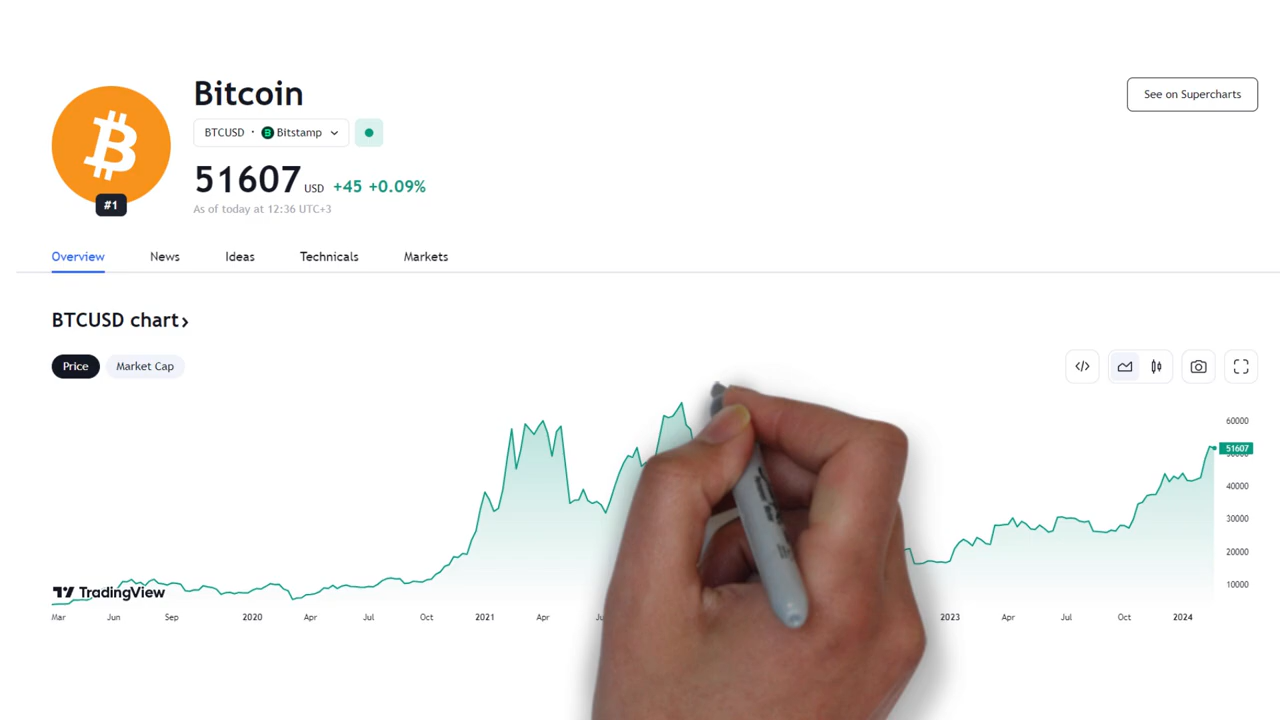 Bitcoin
See on Supercharts
BTCUSD · Bitstamp
51607 USD +45 +0.09%
#1
As of today at 12:36 UTC+3
Overview News Ideas Technicals Markets
BTCUSD chart›
Price Market Cap
</>
60000
51607
40000
30000
20000
10000
TradingView
Mar Jun Sep 2020 Apr Jul Oct 2021 Apr 2023 Apr Jul Oct 2024